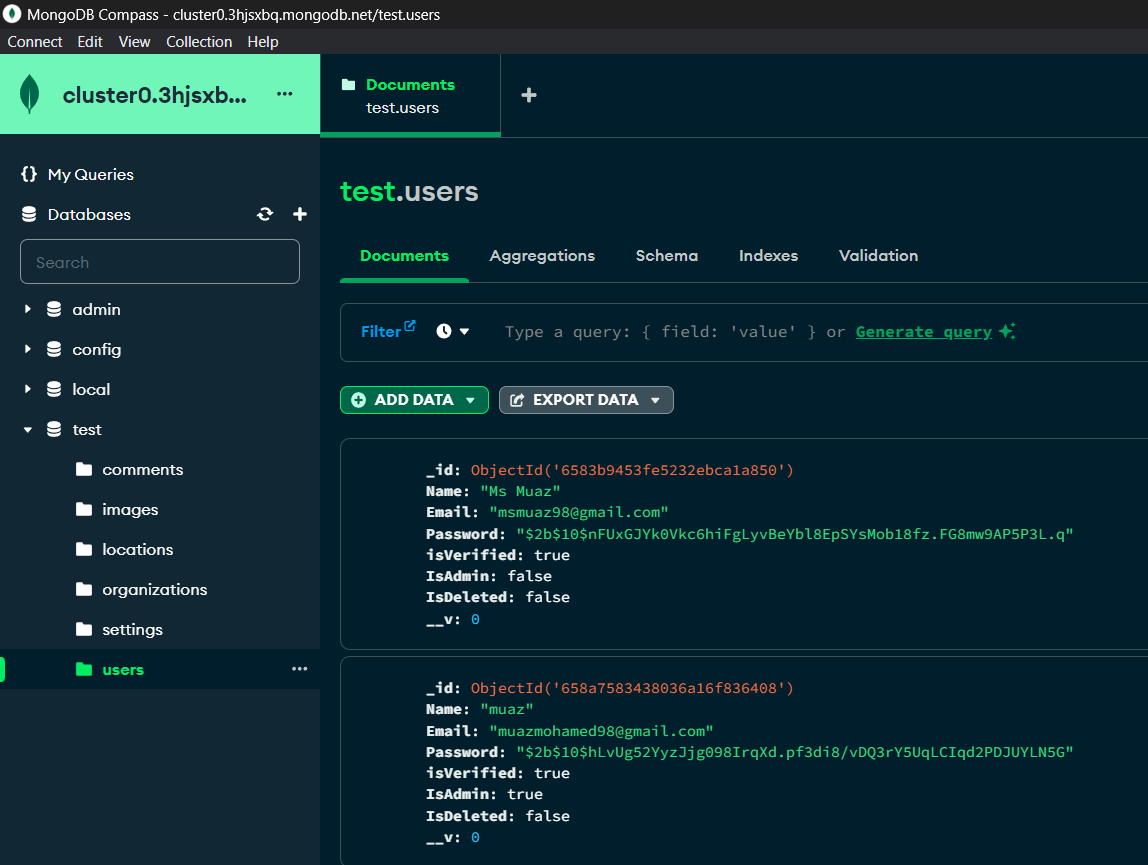 MongoDB Compass - cluster0.3hjsxbq.mongodb.net/test.users
Connect Edit View Collection Help
cluster0.3hjsxb... ...
Documents
test.users
+
{} My Queries
Databases
Search
admin
config
local
test
comments
images
locations
organizations
settings
users ...
test.users
Documents Aggregations Schema Indexes Validation
Filter Type a query: { field: 'value' } or Generate query
ADD DATA EXPORT DATA
_id: ObjectId('6583b9453fe5232ebca1a850')
Name: "Ms Muaz"
Email: "msmuaz98@gmail.com"
Password: "$2b$10$nFUxGJYk0Vkc6hiFgLyvBeYbl8EpSYsMob18fz.FG8mw9AP5P3L.q"
isVerified: true
IsAdmin: false
IsDeleted: false
__v: 0
_id: ObjectId('658a7583438036a16f836408')
Name: "muaz"
Email: "muazmohamed98@gmail.com"
Password: "$2b$10$hLvUg52YyzJjg098IrqXd.pf3di8/vDQ3rY5UqLCIqd2PDJUYLN5G"
isVerified: true
IsAdmin: true
IsDeleted: false
__v: 0